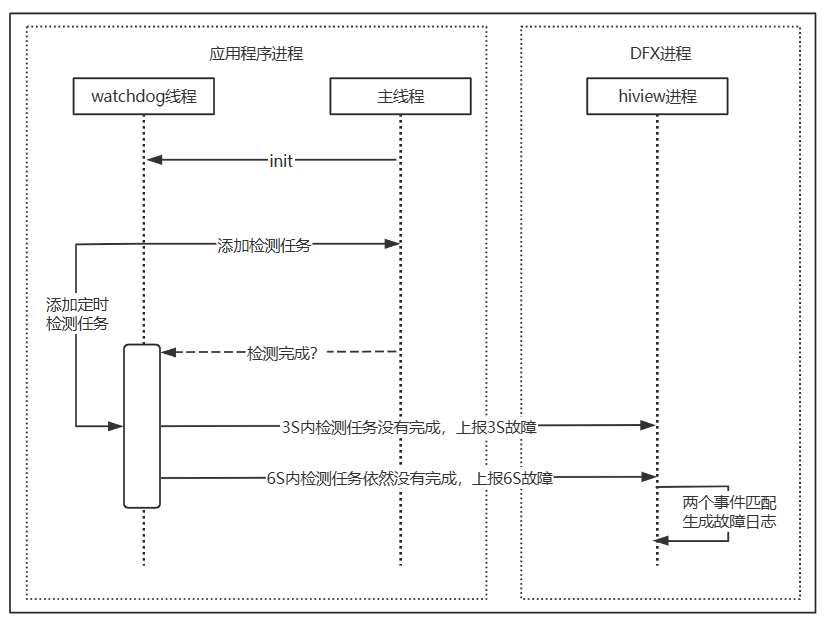 应用程序进程
DFX进程
watchdog线程
主线程
hiview进程
init
添加检测任务
添加定时
检测任务
检测完成?
3S内检测任务没有完成，上报3S故障
6S内检测任务依然没有完成，上报6S故障
两个事件匹配
生成故障日志